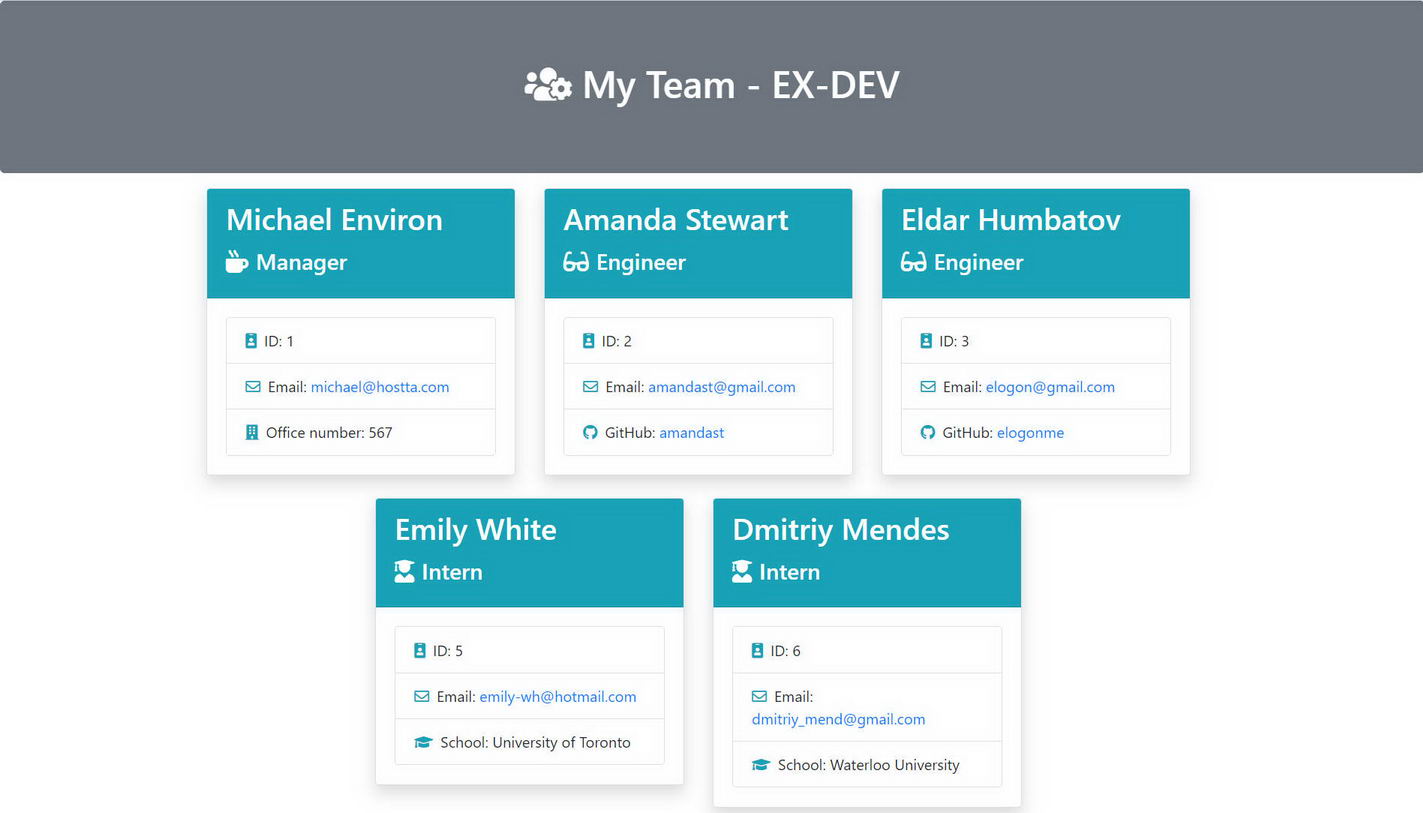 My Team - EX-DEV
Michael Environ
Manager
ID: 1
Email: michael@hostta.com
Office number: 567
Amanda Stewart
Engineer
ID: 2
Email: amandast@gmail.com
GitHub: amandast
Eldar Humbatov
Engineer
ID: 3
Email: elogon@gmail.com
GitHub: elogonme
Emily White
Intern
ID: 5
Email: emily-wh@hotmail.com
School: University of Toronto
Dmitriy Mendes
Intern
ID: 6
Email:
dmitriy_mend@gmail.com
School: Waterloo University